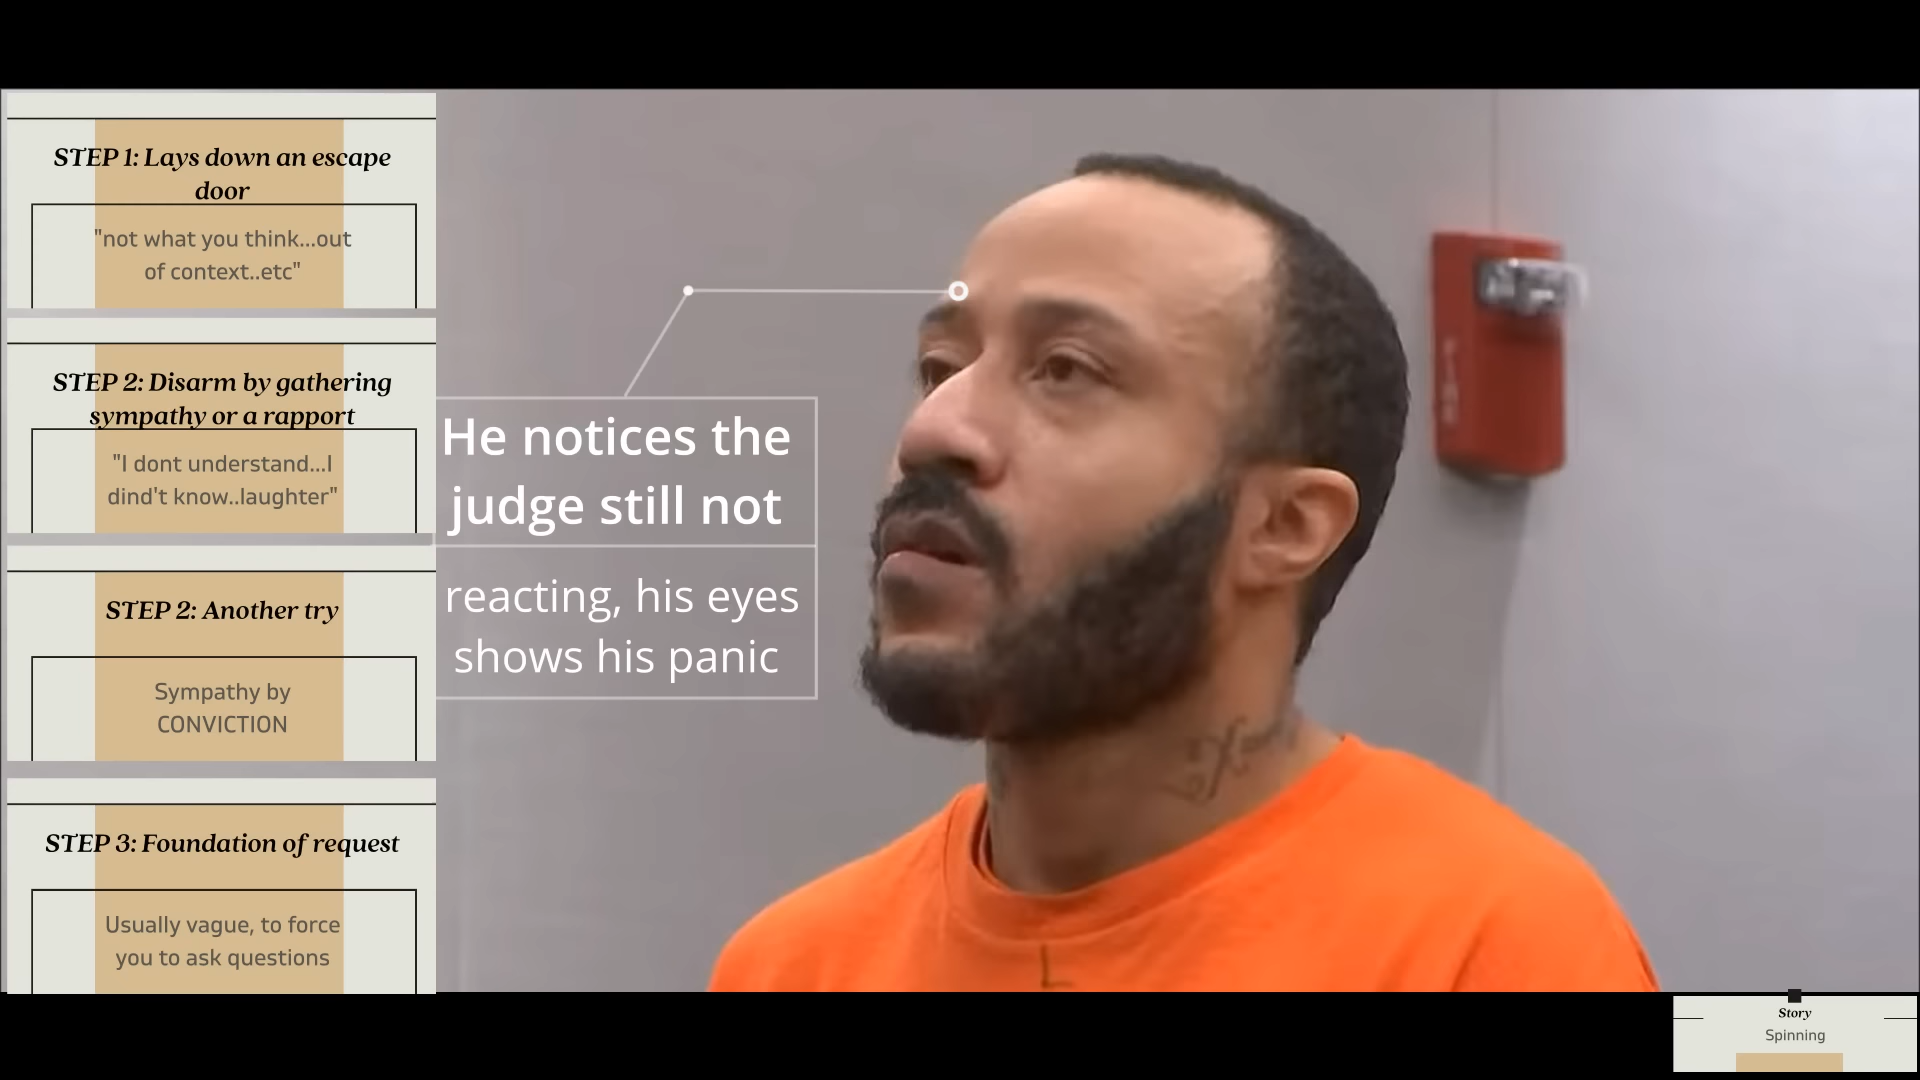 STEP 1: Lays down an escape
door
"not what you think...out
of context..etc"
STEP 2: Disarm by gathering
sympathy or a rapport
"I dont understand...I
dind't know..laughter"
STEP 2: Another try
Sympathy by
CONVICTION
STEP 3: Foundation of request
Usually vague, to force
you to ask questions
He notices the
judge still not
reacting, his eyes
shows his panic
Story
Spinning